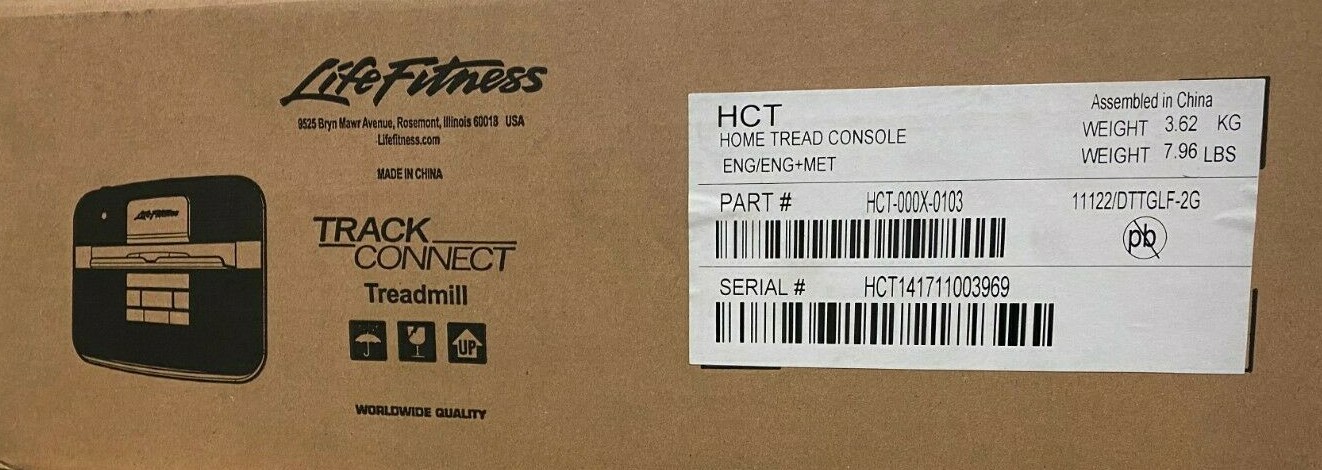 LifeFitness
9525 Bryn Mawr Avenue, Rosemont, Illinois 60018 USA
Lifefitness.com
MADE IN CHINA
LifeFitness
TRACK
CONNECT
Treadmill
UP
WORLDWIDE QUALITY
HCT
HOME TREAD CONSOLE
ENG/ENG+MET
Assembled in China
WEIGHT 3.62 KG
WEIGHT 7.96 LBS
PART # HCT-000X-0103 11122/DTTGLF-2G
pb
SERIAL # HCT141711003969